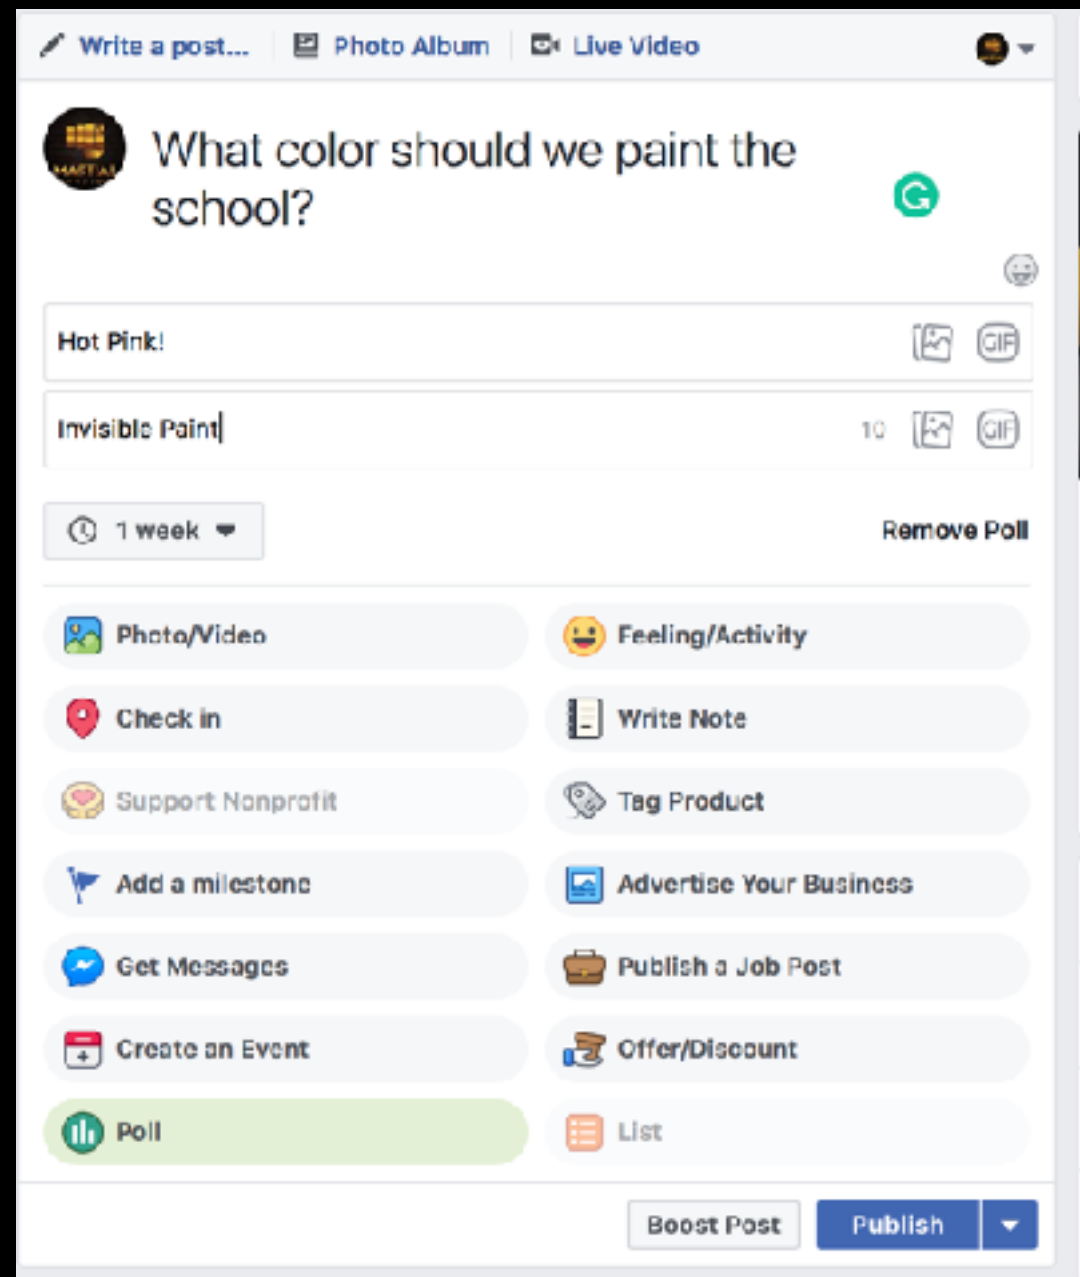 Write a post... Photo Album Live Video
What color should we paint the
school?
Hot Pink!
GIF
Invisible Paint 10 GIF
1 week Remove Poll
Photo/Video Feeling/Activity
Check in Write Note
Support Nonprofit Tag Product
Add a milestone Advertise Your Business
Get Messages Publish a Job Post
Create an Event Offer/Discount
Poll List
Boost Post Publish